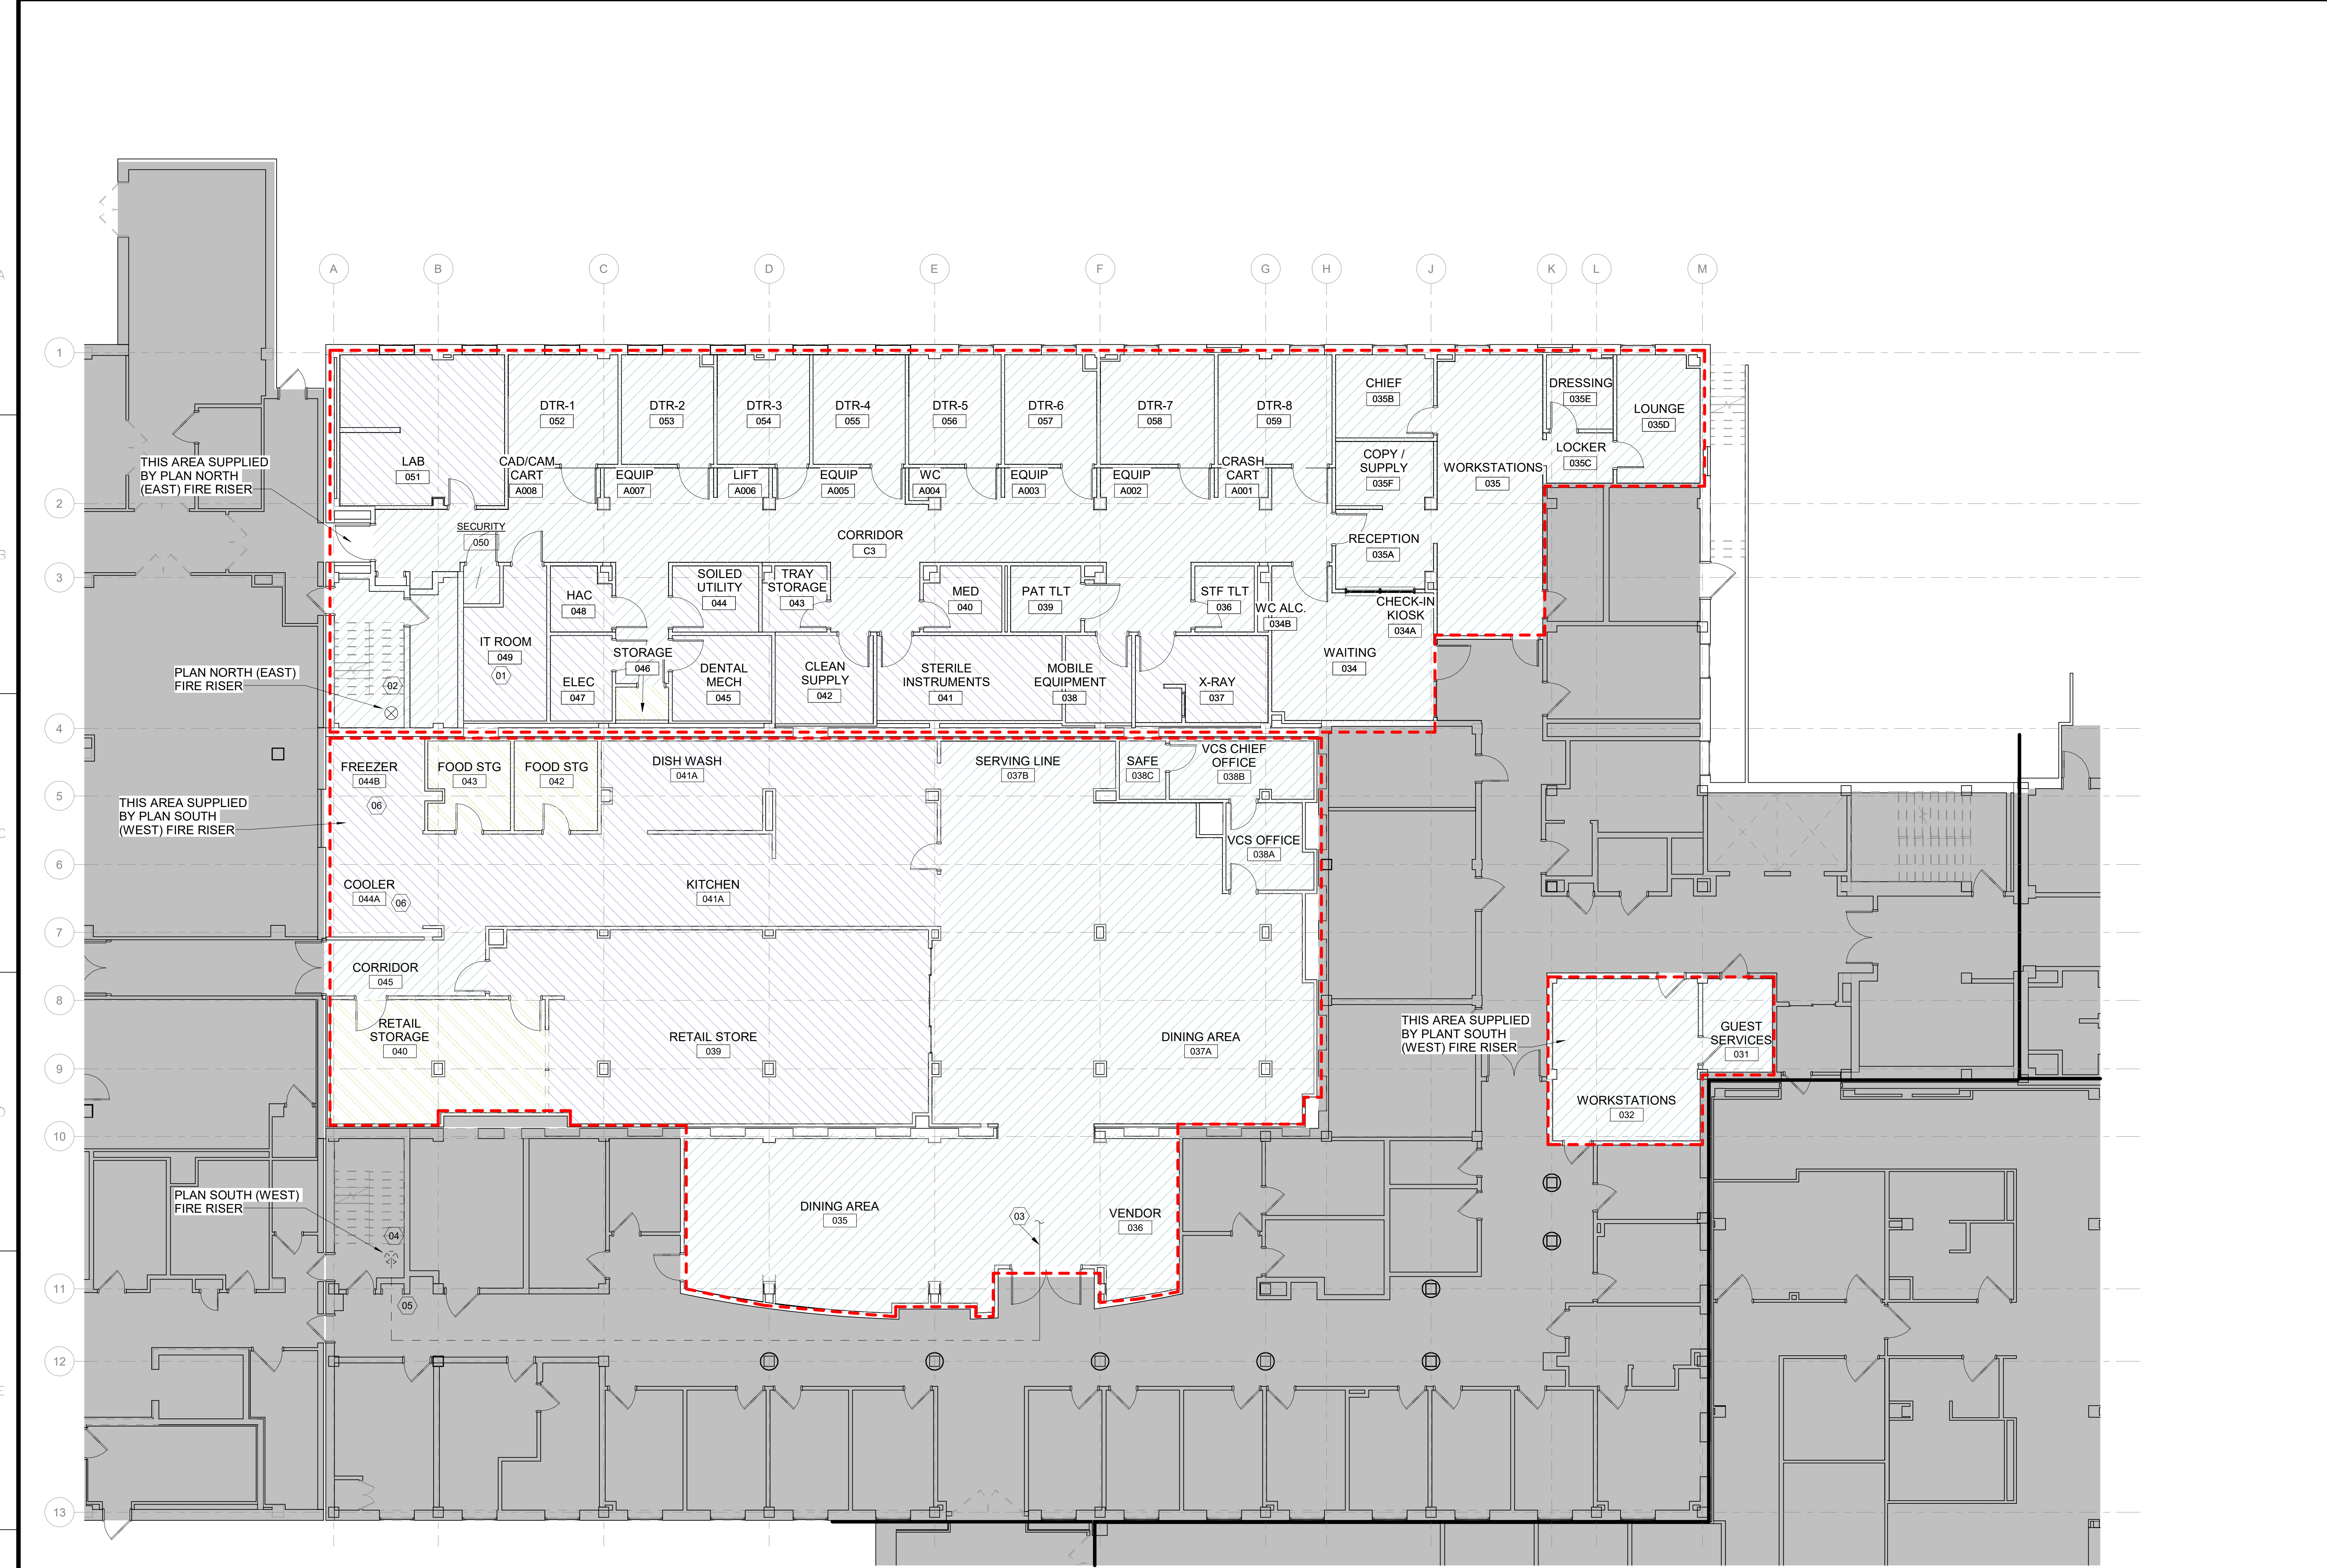 A
B
C
D
E
F
G
H
J
K
L
M
1
2
3
4
5
6
7
8
9
10
11
12
13
A
B
C
D
E
DTR-1
052
DTR-2
053
DTR-3
054
DTR-4
055
DTR-5
056
DTR-6
057
DTR-7
058
DTR-8
059
CHIEF
035B
DRESSING
035E
LOUNGE
035D
LAB
051
CAD/CAM
CART
A008
EQUIP
A007
LIFT
A006
EQUIP
A005
WC
A004
EQUIP
A003
EQUIP
A002
CRASH
CART
A001
COPY /
SUPPLY
035F
WORKSTATIONS
035
LOCKER
035C
THIS AREA SUPPLIED
BY PLAN NORTH
(EAST) FIRE RISER
SECURITY
050
CORRIDOR
C3
RECEPTION
035A
HAC
048
SOILED
UTILITY
044
TRAY
STORAGE
043
MED
040
PAT TLT
039
STF TLT
036
WC ALC.
034B
CHECK-IN
KIOSK
034A
IT ROOM
049
01
ELEC
047
STORAGE
046
DENTAL
MECH
045
CLEAN
SUPPLY
042
STERILE
INSTRUMENTS
041
MOBILE
EQUIPMENT
038
X-RAY
037
WAITING
034
PLAN NORTH (EAST)
FIRE RISER
02
FREEZER
044B
06
FOOD STG
043
FOOD STG
042
DISH WASH
041A
SERVING LINE
037B
SAFE
038C
VCS CHIEF
OFFICE
038B
THIS AREA SUPPLIED
BY PLAN SOUTH
(WEST) FIRE RISER
VCS OFFICE
038A
COOLER
044A
06
KITCHEN
041A
CORRIDOR
045
RETAIL
STORAGE
040
RETAIL STORE
039
DINING AREA
037A
THIS AREA SUPPLIED
BY PLANT SOUTH
(WEST) FIRE RISER
GUEST
SERVICES
031
WORKSTATIONS
032
PLAN SOUTH (WEST)
FIRE RISER
04
05
DINING AREA
035
03
VENDOR
036